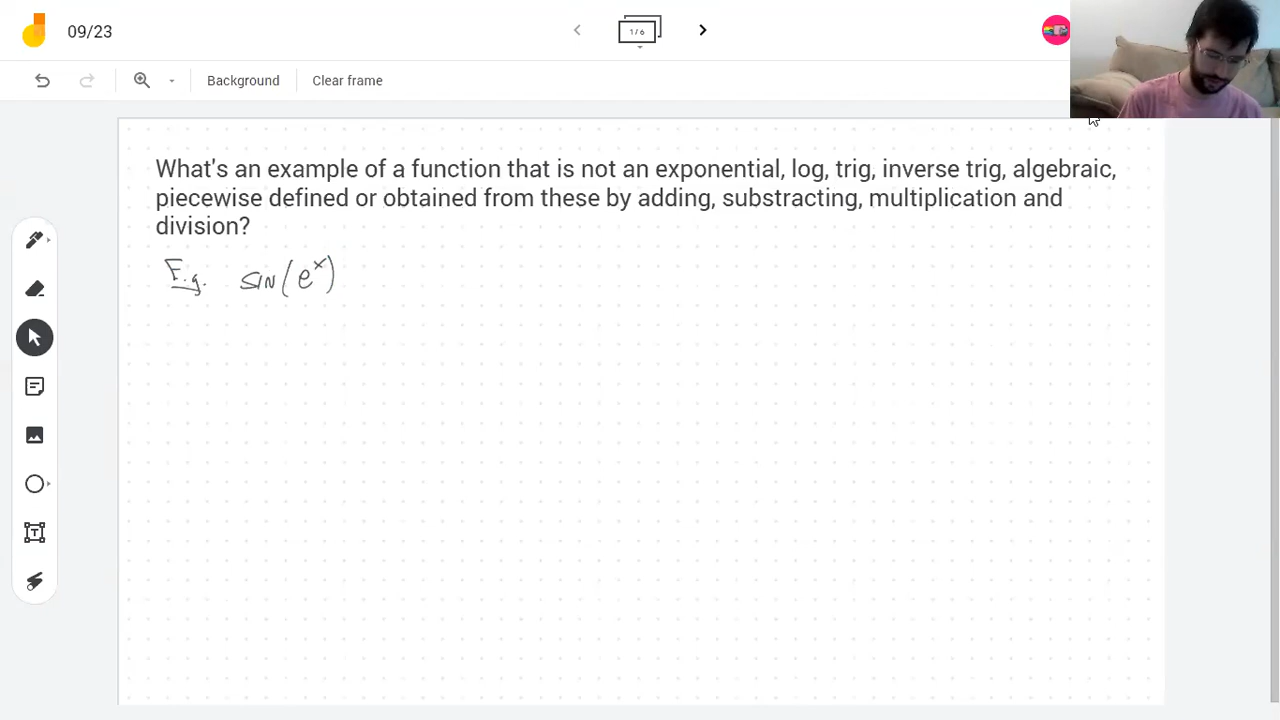 09/23
1/6
Background
Clear frame
What's an example of a function that is not an exponential, log, trig, inverse trig, algebraic,
piecewise defined or obtained from these by adding, substracting, multiplication and
division?
E.g. sin(e^x)